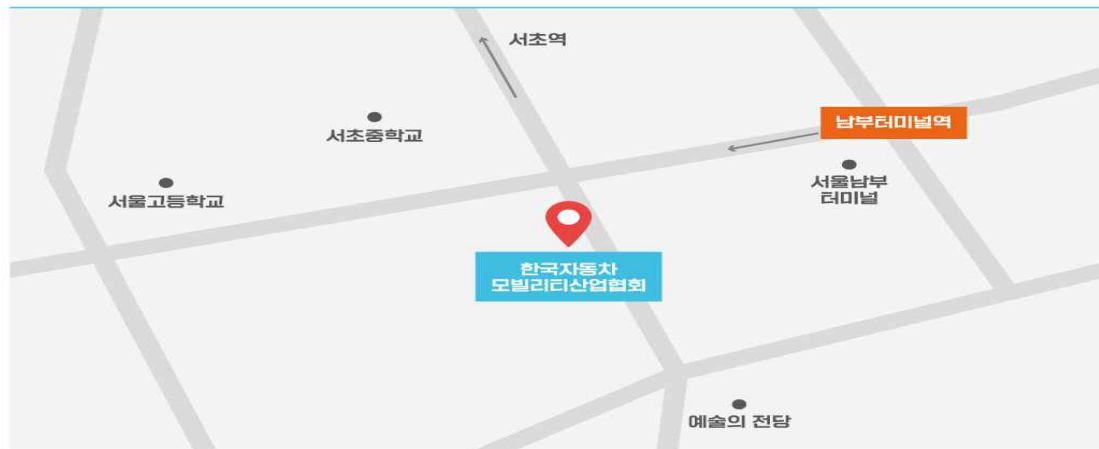 서초역
남부터미널역
서초중학교
서울남부
터미널
서울고등학교
한국자동차
모빌리티산업협회
예술의 전당